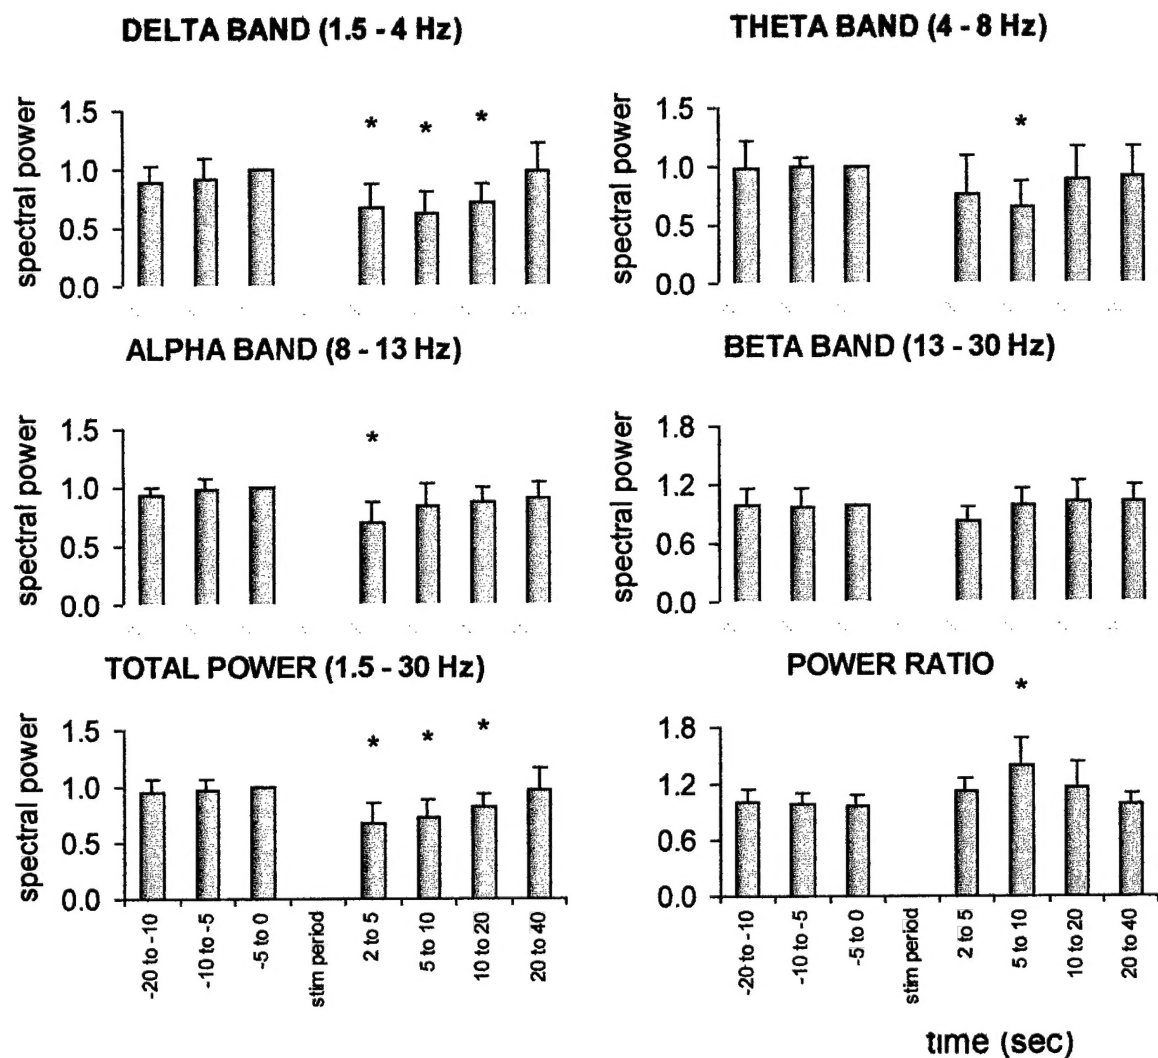 DELTA BAND (1.5 - 4 Hz)
spectral power
1.5
1.0
0.5
0.0
*
*
*
THETA BAND (4 - 8 Hz)
spectral power
1.5
1.0
0.5
0.0
*
ALPHA BAND (8 - 13 Hz)
spectral power
1.5
1.0
0.5
0.0
*
BETA BAND (13 - 30 Hz)
spectral power
1.8
1.2
0.6
0.0
TOTAL POWER (1.5 - 30 Hz)
spectral power
1.5
1.0
0.5
0.0
*
*
*
-20 to -10
-10 to -5
-5 to 0
stim period
2 to 5
5 to 10
10 to 20
20 to 40
POWER RATIO
*
1.8
1.2
0.6
0.0
-20 to -10
-10 to -5
-5 to 0
stim period
2 to 5
5 to 10
10 to 20
20 to 40
time (sec)